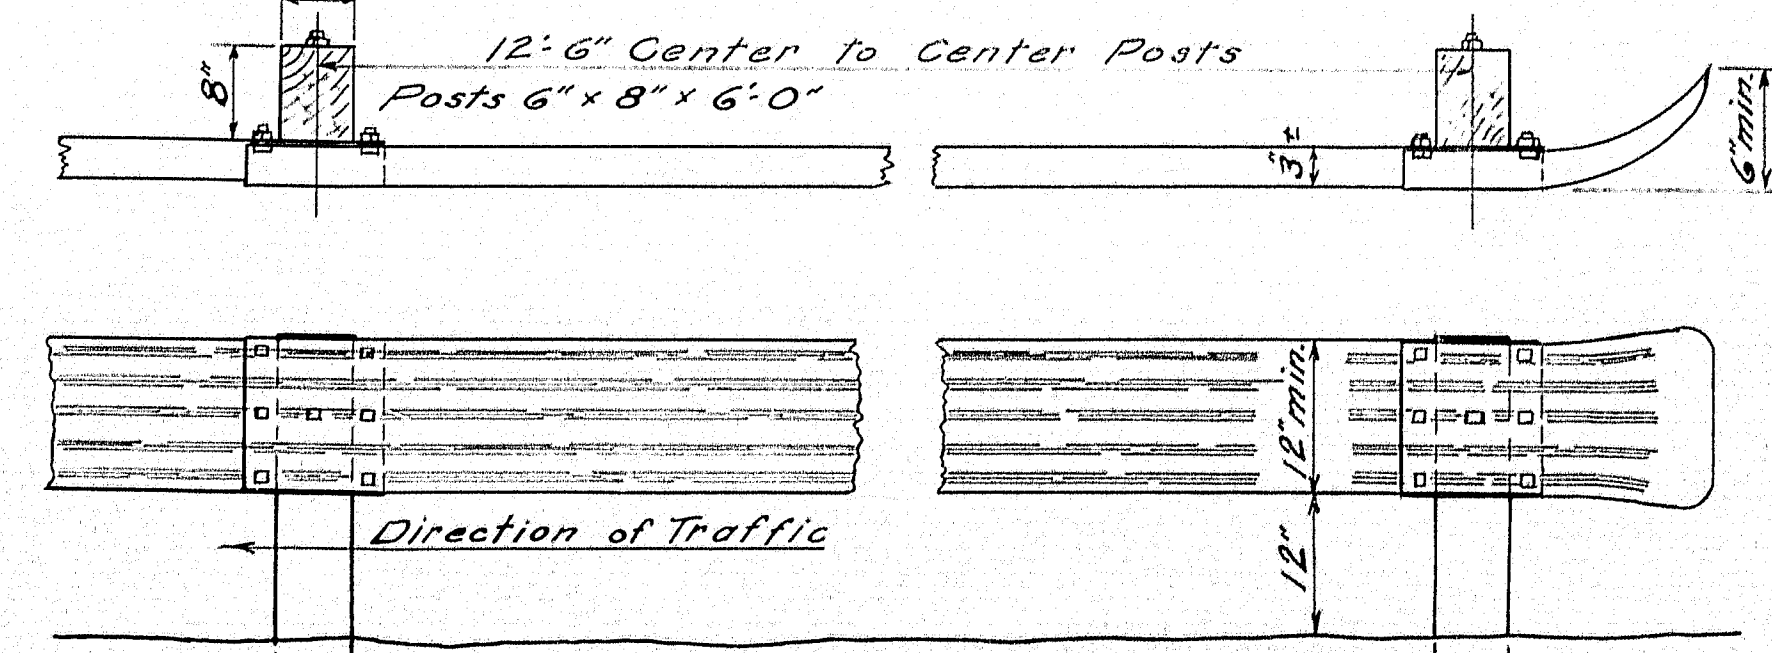 12'-6" Center to Center Posts
8"
Posts 6" x 8" x 6'-0"
3" ±
6" min.
12" min.
Direction of Traffic
12"